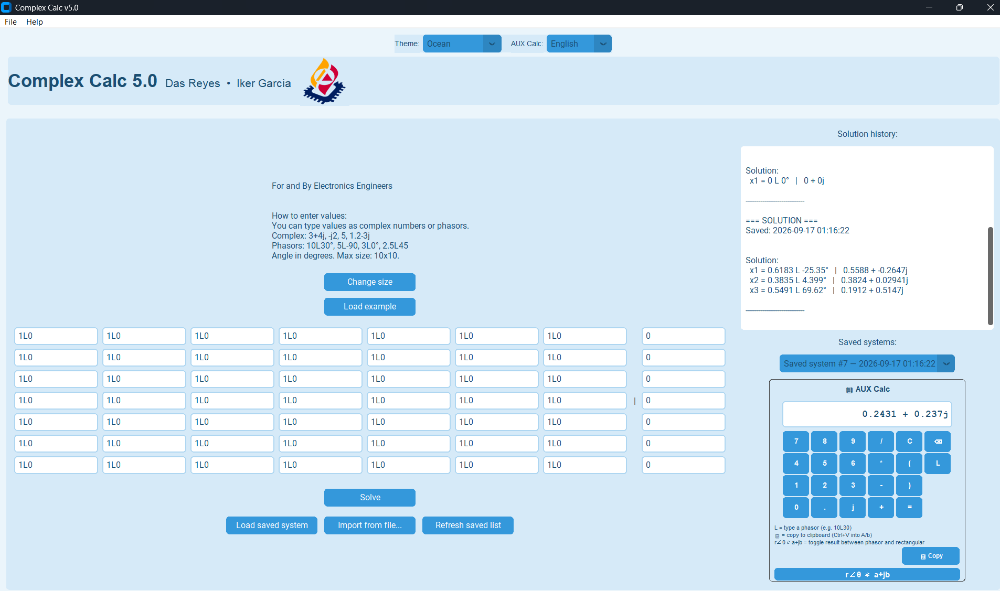 Complex Calc v5.0
File Help
Theme: Ocean AUX Calc: English
Complex Calc 5.0 Das Reyes • Iker Garcia
For and By Electronics Engineers
How to enter values:
You can type values as complex numbers or phasors.
Complex: 3+4j, -j2, 5, 1.2-3j
Phasors: 10L30°, 5L-90, 3L0°, 2.5L45
Angle in degrees. Max size: 10x10.
Change size
Load example
1L0 1L0 1L0 1L0 1L0 1L0 1L0 0
1L0 1L0 1L0 1L0 1L0 1L0 1L0 0
1L0 1L0 1L0 1L0 1L0 1L0 1L0 0
1L0 1L0 1L0 1L0 1L0 1L0 1L0 | 0
1L0 1L0 1L0 1L0 1L0 1L0 1L0 0
1L0 1L0 1L0 1L0 1L0 1L0 1L0 0
1L0 1L0 1L0 1L0 1L0 1L0 1L0 0
Solve
Load saved system Import from file... Refresh saved list
Solution history:
Solution:
x1 = 0 L 0° | 0 + 0j
----------------------------
=== SOLUTION ===
Saved: 2026-09-17 01:16:22
Solution:
x1 = 0.6183 L -25.35° | 0.5588 + -0.2647j
x2 = 0.3835 L 4.399° | 0.3824 + 0.02941j
x3 = 0.5491 L 69.62° | 0.1912 + 0.5147j
----------------------------
Saved systems:
Saved system #7 — 2026-09-17 01:16:22
AUX Calc
0.2431 + 0.237j
7 8 9 / C ⌫
4 5 6 * ( L
1 2 3 - )
0 . j + =
L = type a phasor (e.g. 10L30)
= copy to clipboard (Ctrl+V into A/b)
r∠θ ⇄ a+jb = toggle result between phasor and rectangular
Copy
r∠θ ⇄ a+jb